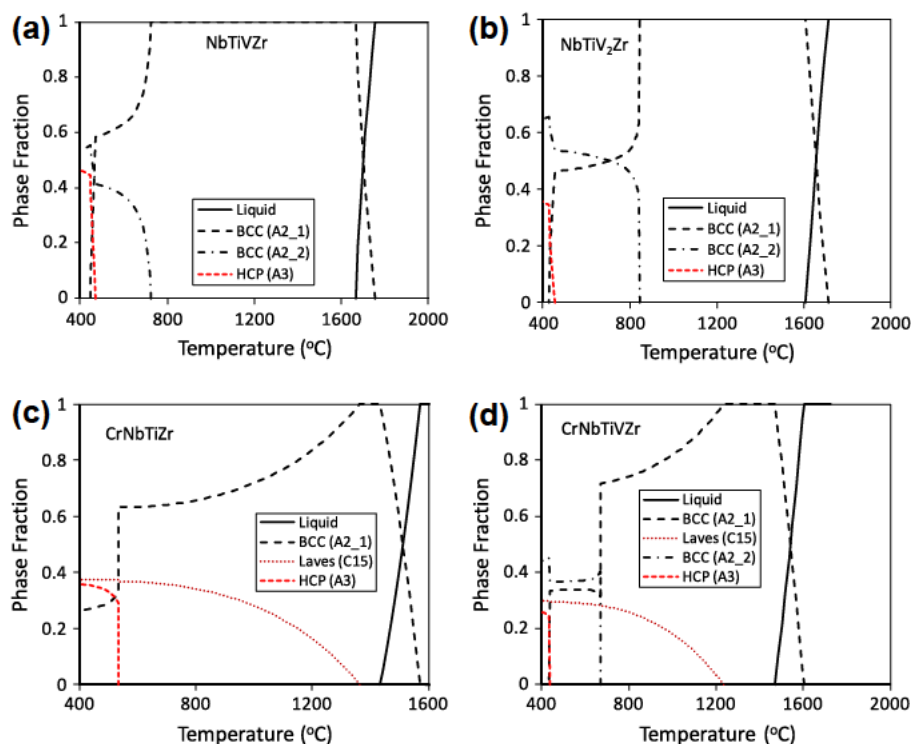 (a)
NbTiVZr
Phase Fraction
1
0.8
0.6
0.4
0.2
0
Liquid
BCC (A2_1)
BCC (A2_2)
HCP (A3)
400 800 1200 1600 2000
Temperature (°C)
(b)
NbTiV₂Zr
Phase Fraction
1
0.8
0.6
0.4
0.2
0
Liquid
BCC (A2_1)
BCC (A2_2)
HCP (A3)
400 800 1200 1600 2000
Temperature (°C)
(c)
CrNbTiZr
Phase Fraction
1
0.8
0.6
0.4
0.2
0
Liquid
BCC (A2_1)
Laves (C15)
HCP (A3)
400 800 1200 1600
Temperature (°C)
(d)
CrNbTiVZr
Phase Fraction
1
0.8
0.6
0.4
0.2
0
Liquid
BCC (A2_1)
Laves (C15)
BCC (A2_2)
HCP (A3)
400 800 1200 1600 2000
Temperature (°C)